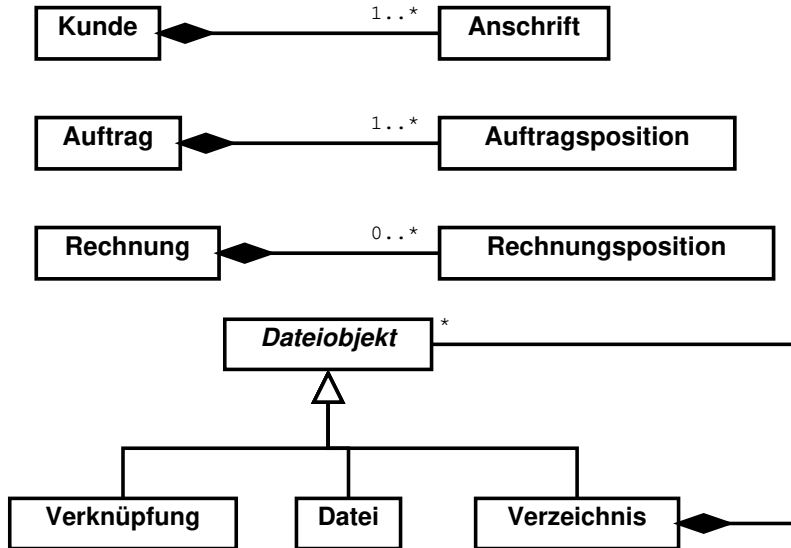 Kunde 1..* Anschrift
Auftrag 1..* Auftragsposition
Rechnung 0..* Rechnungsposition
Dateiobjekt *
Verknüpfung Datei Verzeichnis